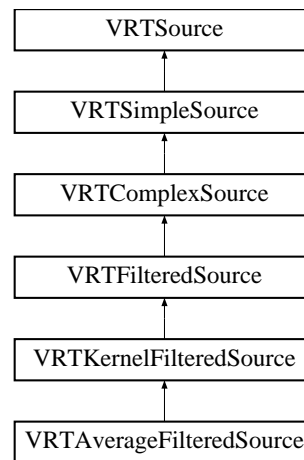 VRTSource
VRTSimpleSource
VRTComplexSource
VRTFilteredSource
VRTKernelFilteredSource
VRTAverageFilteredSource